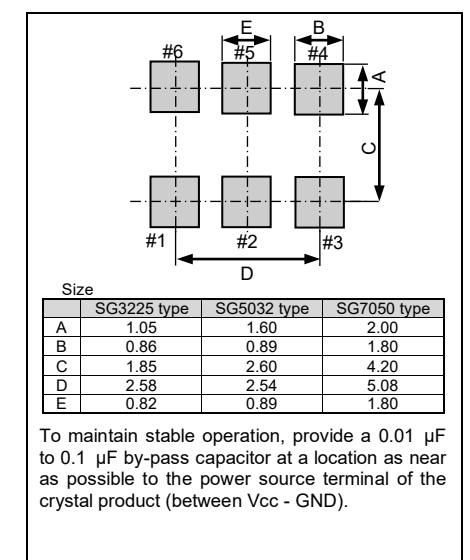 E B
#6 #5 #4
A
C
#1 #2 #3
D
Size
SG3225 type SG5032 type SG7050 type
A 1.05 1.60 2.00
B 0.86 0.89 1.80
C 1.85 2.60 4.20
D 2.58 2.54 5.08
E 0.82 0.89 1.80
To maintain stable operation, provide a 0.01 µF
to 0.1 µF by-pass capacitor at a location as near
as possible to the power source terminal of the
crystal product (between Vcc - GND).